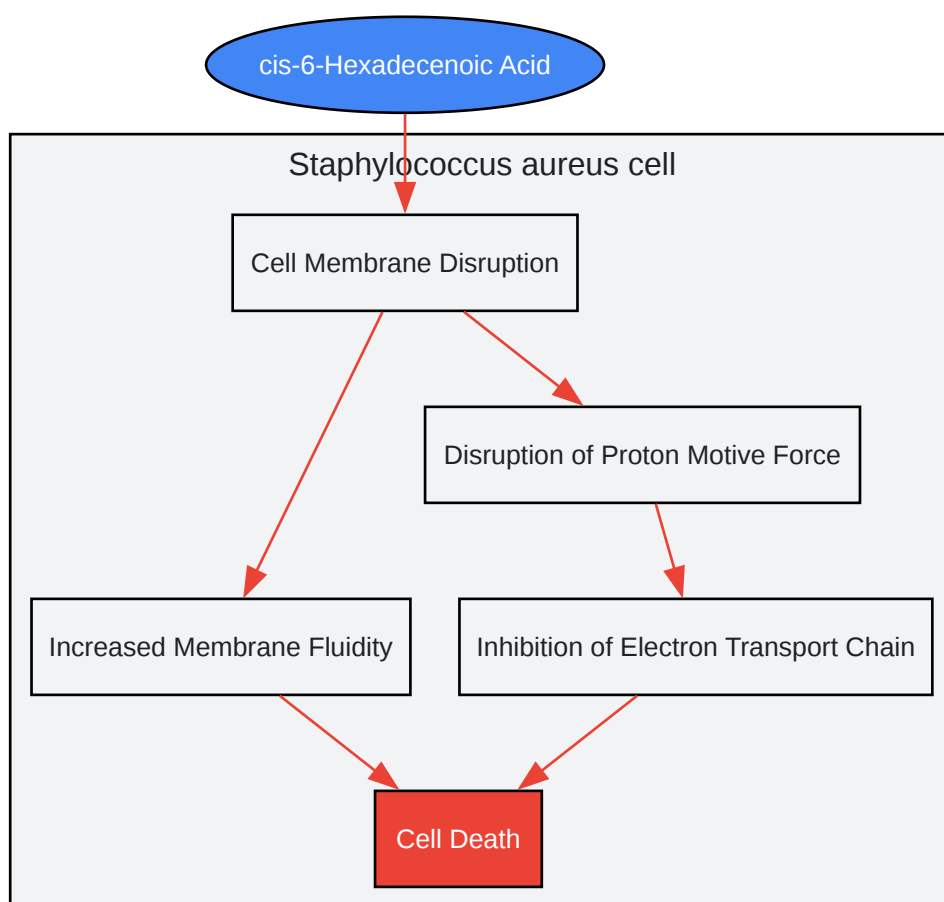 cis-6-Hexadecenoic Acid
Staphylococcus aureus cell
Cell Membrane Disruption
Disruption of Proton Motive Force
Increased Membrane Fluidity
Inhibition of Electron Transport Chain
Cell Death